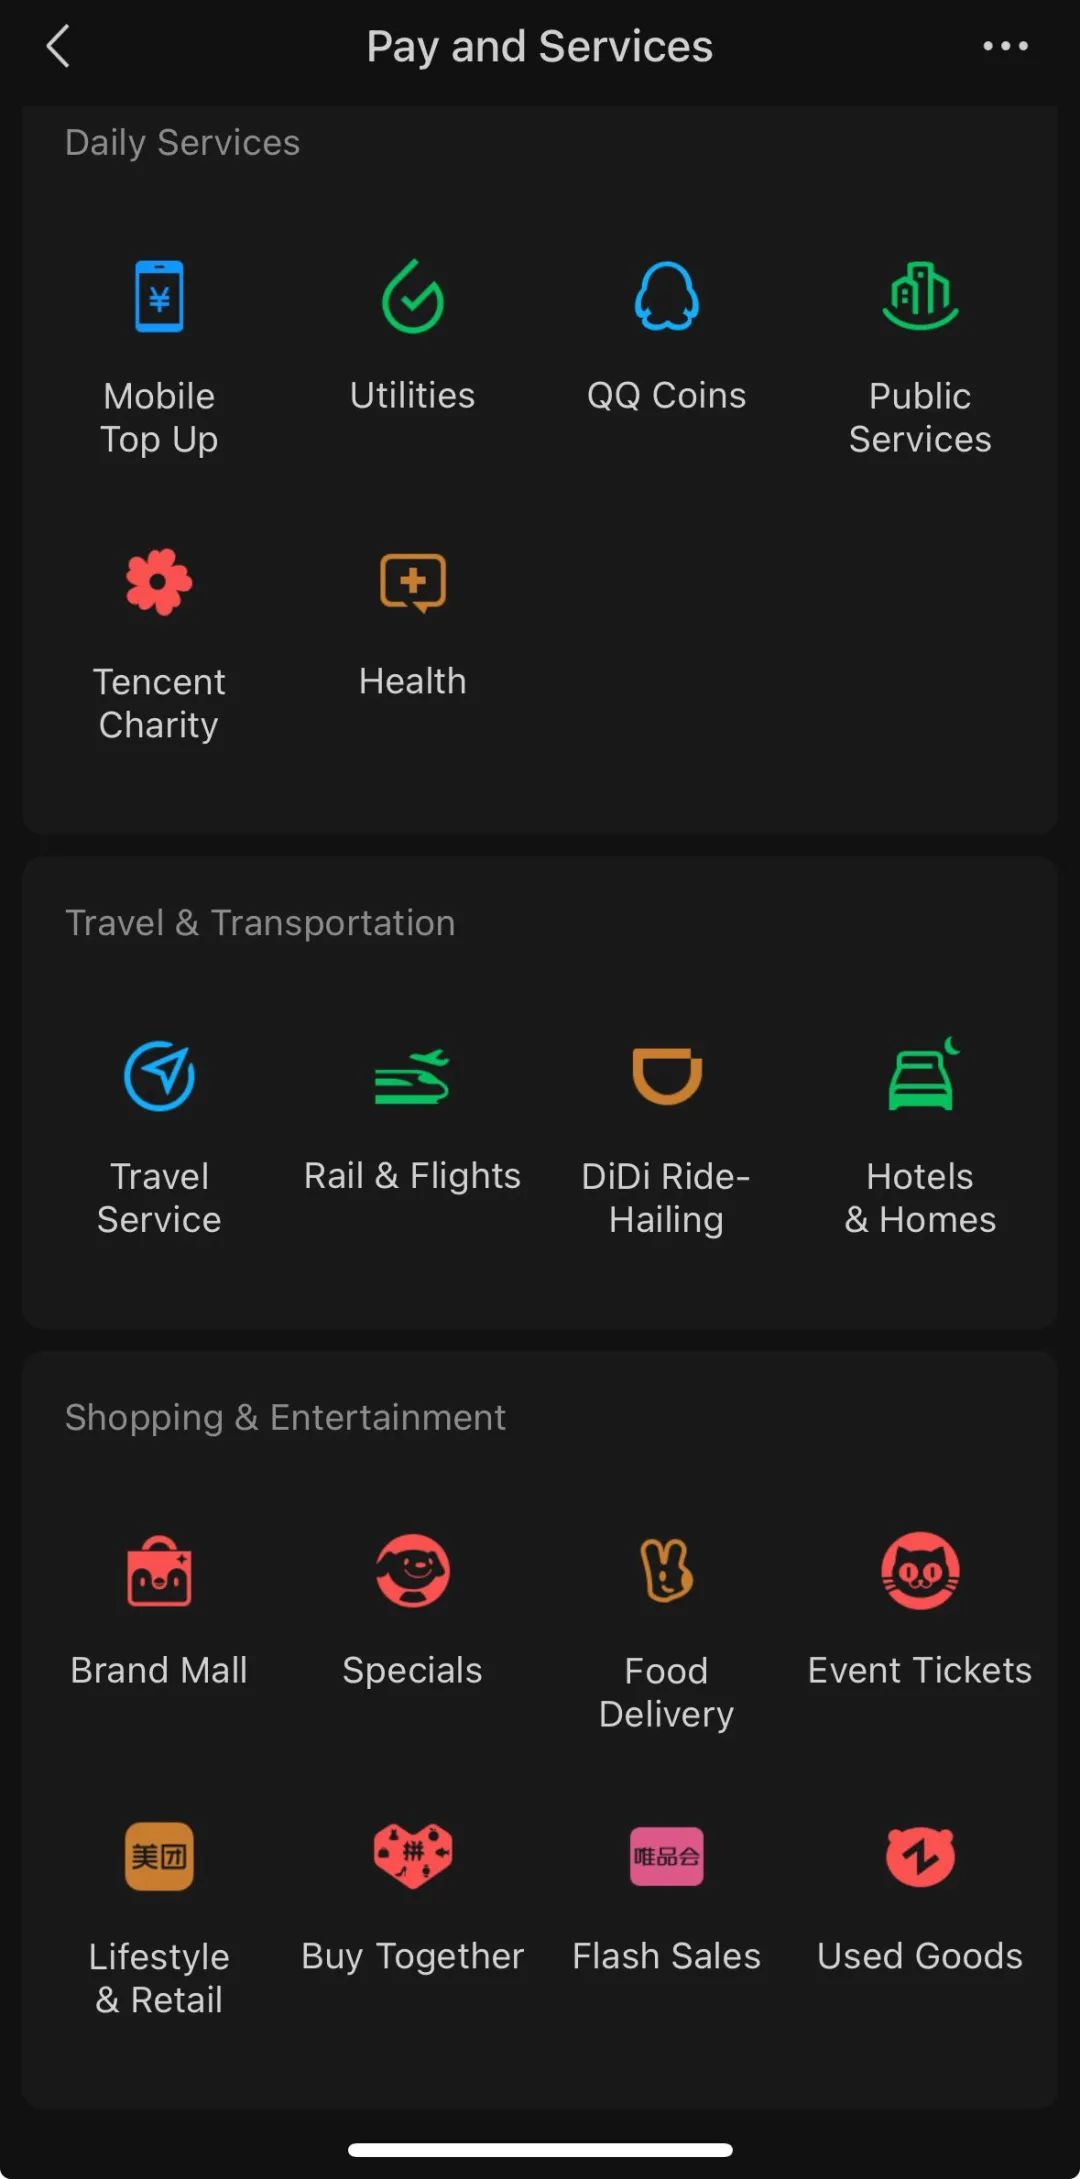 Pay and Services
Daily Services
¥
Mobile
Top Up
Utilities
QQ Coins
Public
Services
Tencent
Charity
Health
Travel & Transportation
Travel
Service
Rail & Flights
DiDi Ride-
Hailing
Hotels
& Homes
Shopping & Entertainment
Brand Mall
Specials
Food
Delivery
Event Tickets
美团
Lifestyle
& Retail
拼
Buy Together
唯品会
Flash Sales
Used Goods